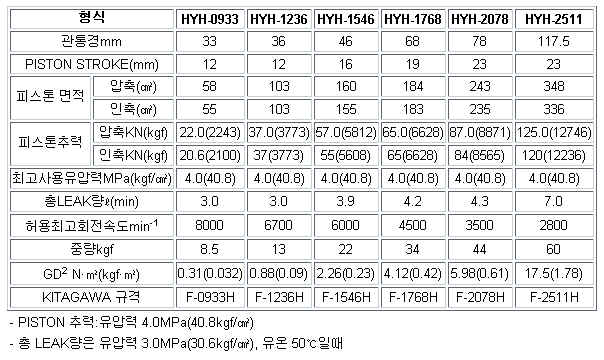 형식 HYH-0933 HYH-1236 HYH-1546 HYH-1768 HYH-2078 HYH-2511
관통경mm 33 36 46 68 78 117.5
PISTON STROKE(mm) 12 12 16 19 23 23
피스톤 면적 압축(㎠) 58 103 160 184 243 348
인축(㎠) 55 103 155 183 235 336
피스톤추력 압축KN(kgf) 22.0(2243) 37.0(3773) 57.0(5812) 65.0(6628) 87.0(8871) 125.0(12746)
인축KN(kgf) 20.6(2100) 37(3773) 55(5608) 65(6628) 84(8565) 120(12236)
최고사용유압력MPa(kgf/㎠) 4.0(40.8) 4.0(40.8) 4.0(40.8) 4.0(40.8) 4.0(40.8) 4.0(40.8)
총LEAK량ℓ(min) 3.0 3.0 3.9 4.2 4.3 7.0
허용최고회전속도min⁻¹ 8000 6700 6000 4500 3500 2800
중량kgf 8.5 13 22 34 44 60
GD² N·㎡(kgf·㎡) 0.31(0.032) 0.88(0.09) 2.26(0.23) 4.12(0.42) 5.98(0.61) 17.5(1.78)
KITAGAWA 규격 F-0933H F-1236H F-1546H F-1768H F-2078H F-2511H
- PISTON 추력:유압력 4.0MPa(40.8kgf/㎠)
- 총 LEAK량은 유압력 3.0MPa(30.6kgf/㎠), 유온 50℃일때